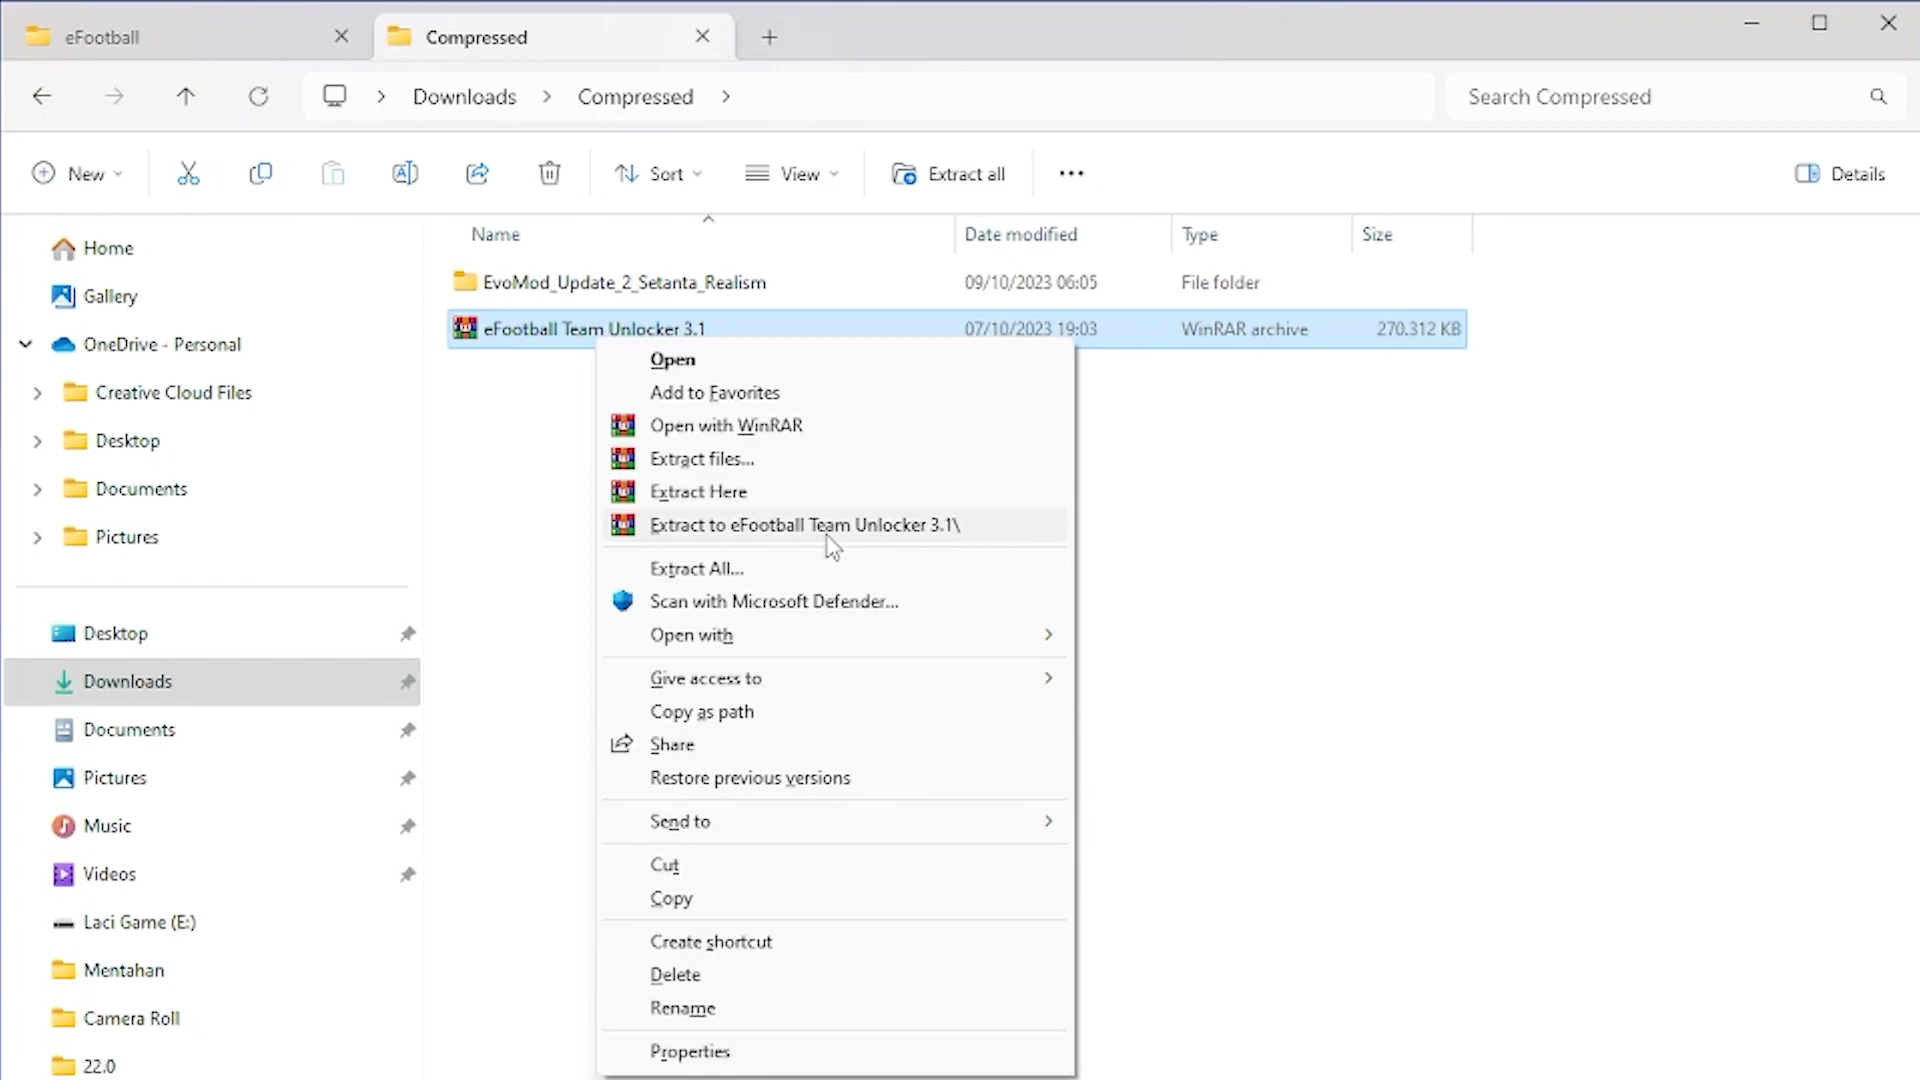 eFootball
Compressed
Downloads
Compressed
Search Compressed
New
Sort
View
Extract all
Details
Name
Date modified
Type
Size
Home
Gallery
OneDrive - Personal
Creative Cloud Files
Desktop
Documents
Pictures
Desktop
Downloads
Documents
Pictures
Music
Videos
Laci Game (E:)
Mentahan
Camera Roll
22.0
EvoMod_Update_2_Setanta_Realism 09/10/2023 06:05 File folder
eFootball Team Unlocker 3.1 07/10/2023 19:03 WinRAR archive 270.312 KB
Open
Add to Favorites
Open with WinRAR
Extract files...
Extract Here
Extract to eFootball Team Unlocker 3.1\
Extract All...
Scan with Microsoft Defender...
Open with
Give access to
Copy as path
Share
Restore previous versions
Send to
Cut
Copy
Create shortcut
Delete
Rename
Properties